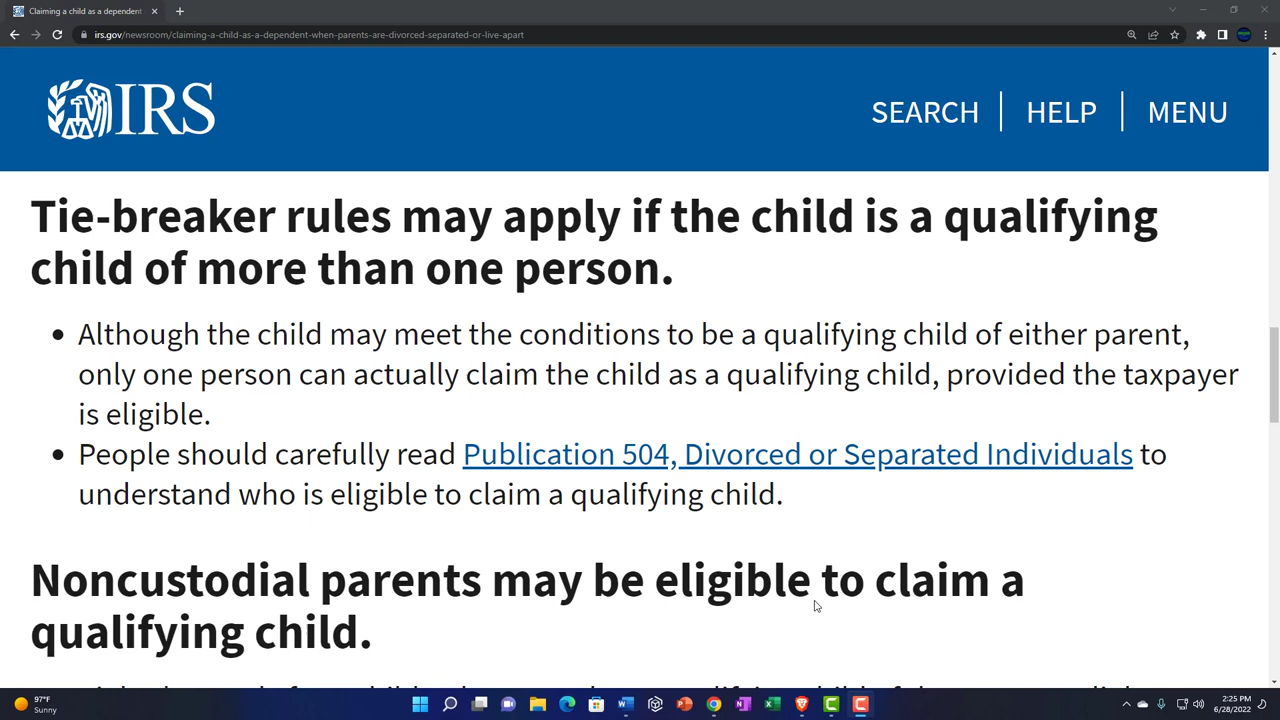 Claiming a child as a dependent
irs.gov/newsroom/claiming-a-child-as-a-dependent-when-parents-are-divorced-separated-or-live-apart
IRS
SEARCH
HELP
MENU
Tie-breaker rules may apply if the child is a qualifying
child of more than one person.
Although the child may meet the conditions to be a qualifying child of either parent,
only one person can actually claim the child as a qualifying child, provided the taxpayer
is eligible.
People should carefully read Publication 504, Divorced or Separated Individuals to
understand who is eligible to claim a qualifying child.
Noncustodial parents may be eligible to claim a
qualifying child.
97°F
Sunny
2:25 PM
6/28/2022